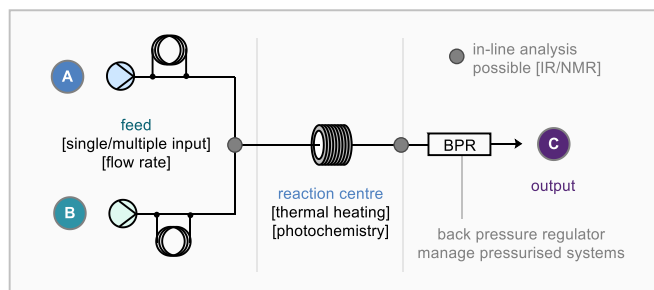 A
feed
[single/multiple input]
[flow rate]
B
reaction centre
[thermal heating]
[photochemistry]
in-line analysis
possible [IR/NMR]
BPR
C
output
back pressure regulator
manage pressurised systems